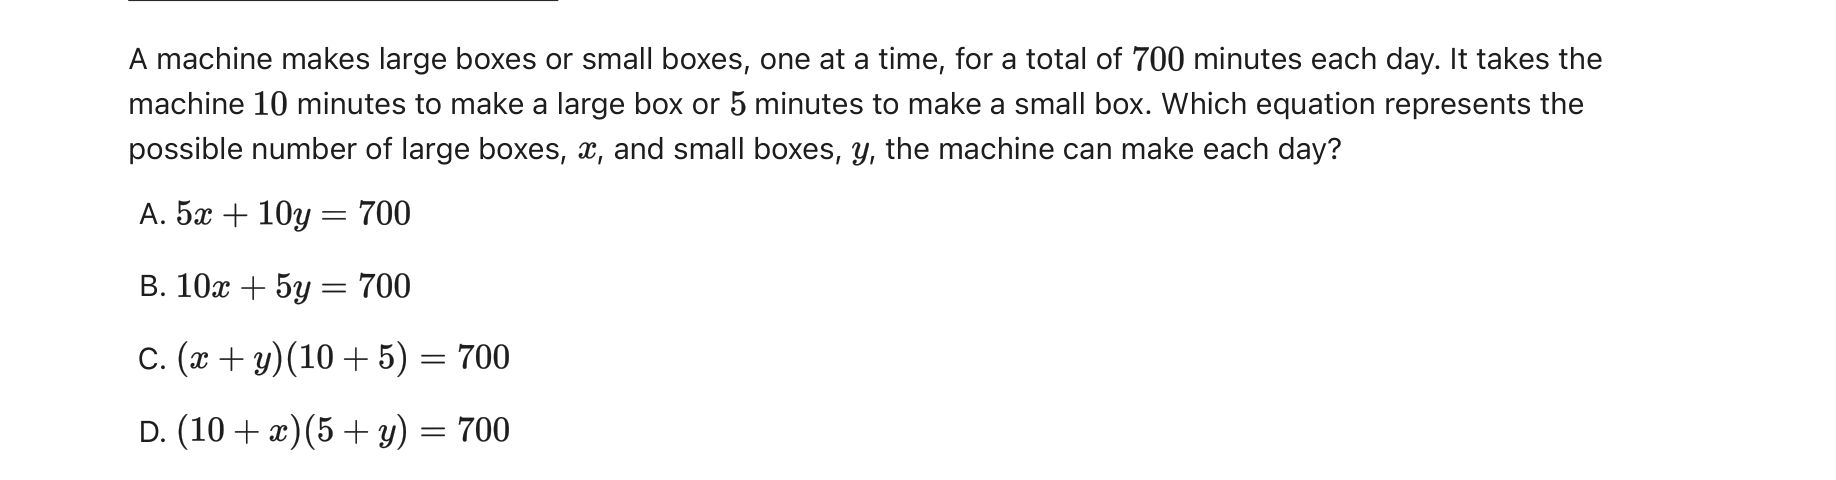 A machine makes large boxes or small boxes, one at a time, for a total of 700 minutes each day. It takes the
machine 10 minutes to make a large box or 5 minutes to make a small box. Which equation represents the
possible number of large boxes, x, and small boxes, y, the machine can make each day?
A. 5x + 10y = 700
B. 10x + 5y = 700
C. (x + y)(10 + 5) = 700
D. (10 + x)(5 + y) = 700